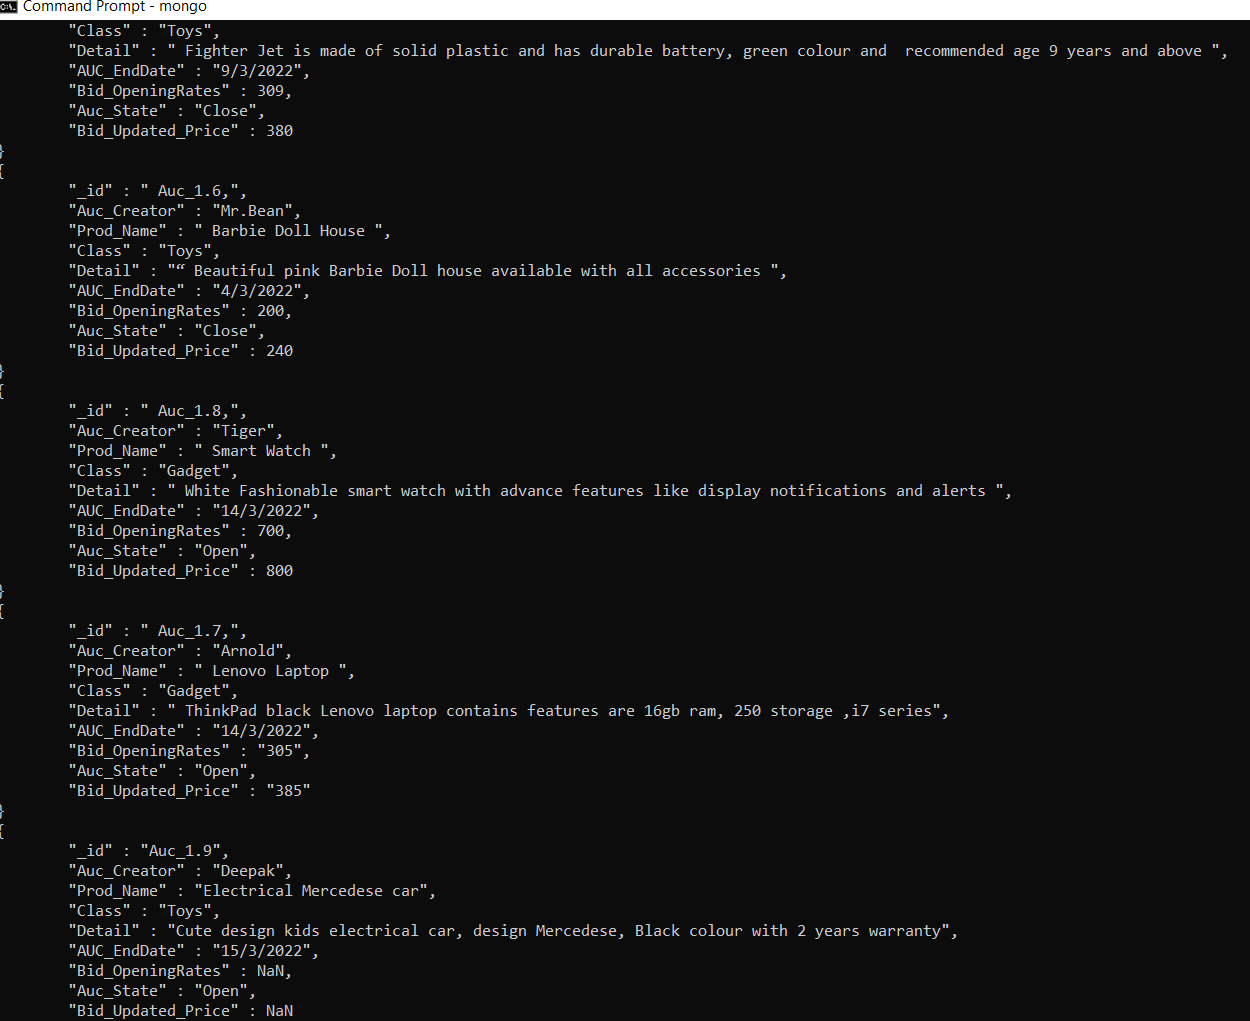 Command Prompt - mongo
"Class" : "Toys",
"Detail" : " Fighter Jet is made of solid plastic and has durable battery, green colour and  recommended age 9 years and above ",
"AUC_EndDate" : "9/3/2022",
"Bid_OpeningRates" : 309,
"Auc_State" : "Close",
"Bid_Updated_Price" : 380
}
{
"_id" : " Auc_1.6,",
"Auc_Creator" : "Mr.Bean",
"Prod_Name" : " Barbie Doll House ",
"Class" : "Toys",
"Detail" : "“ Beautiful pink Barbie Doll house available with all accessories ",
"AUC_EndDate" : "4/3/2022",
"Bid_OpeningRates" : 200,
"Auc_State" : "Close",
"Bid_Updated_Price" : 240
}
{
"_id" : " Auc_1.8,",
"Auc_Creator" : "Tiger",
"Prod_Name" : " Smart Watch ",
"Class" : "Gadget",
"Detail" : " White Fashionable smart watch with advance features like display notifications and alerts ",
"AUC_EndDate" : "14/3/2022",
"Bid_OpeningRates" : 700,
"Auc_State" : "Open",
"Bid_Updated_Price" : 800
}
{
"_id" : " Auc_1.7,",
"Auc_Creator" : "Arnold",
"Prod_Name" : " Lenovo Laptop ",
"Class" : "Gadget",
"Detail" : " ThinkPad black Lenovo laptop contains features are 16gb ram, 250 storage ,i7 series",
"AUC_EndDate" : "14/3/2022",
"Bid_OpeningRates" : "305",
"Auc_State" : "Open",
"Bid_Updated_Price" : "385"
}
{
"_id" : "Auc_1.9",
"Auc_Creator" : "Deepak",
"Prod_Name" : "Electrical Mercedese car",
"Class" : "Toys",
"Detail" : "Cute design kids electrical car, design Mercedese, Black colour with 2 years warranty",
"AUC_EndDate" : "15/3/2022",
"Bid_OpeningRates" : NaN,
"Auc_State" : "Open",
"Bid_Updated_Price" : NaN